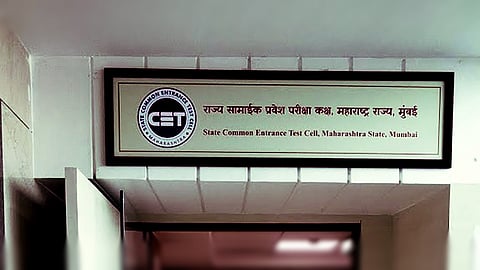 STATE COMMON ENTRANCE TEST CELL
CET
MAHARASHTRA
राज्य सामाईक प्रवेश परीक्षा कक्ष, महाराष्ट्र राज्य, मुंबई
State Common Entrance Test Cell, Maharashtra State, Mumbai